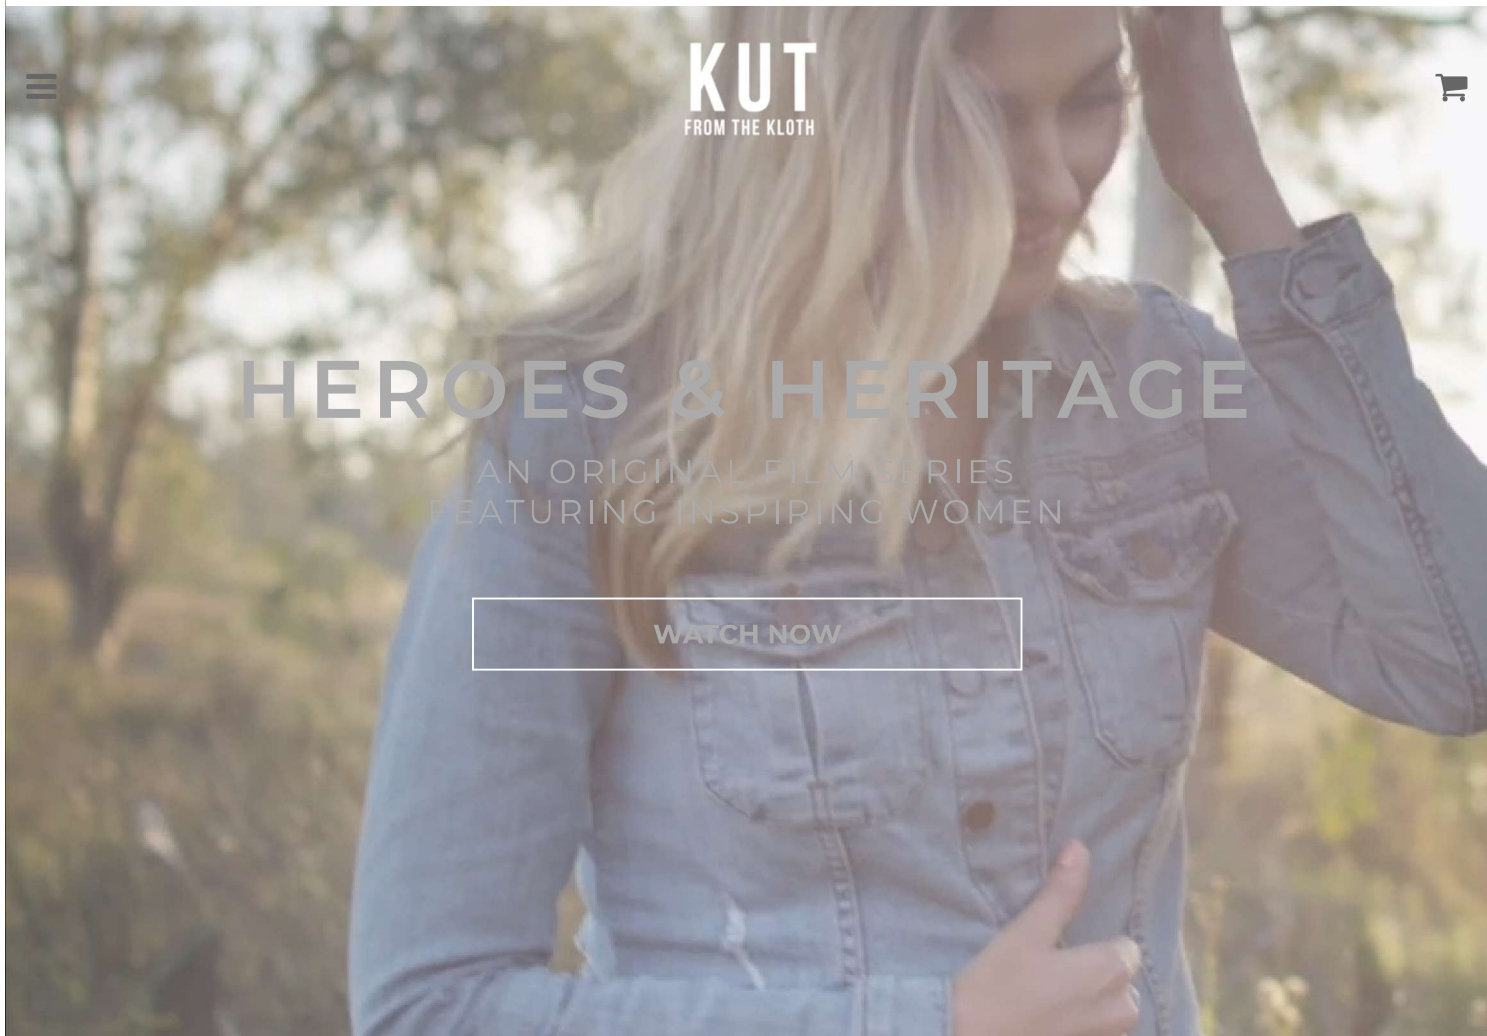 KUT
FROM THE KLOTH
HEROES & HERITAGE
AN ORIGINAL FILM SERIES
FEATURING INSPIRING WOMEN
WATCH NOW